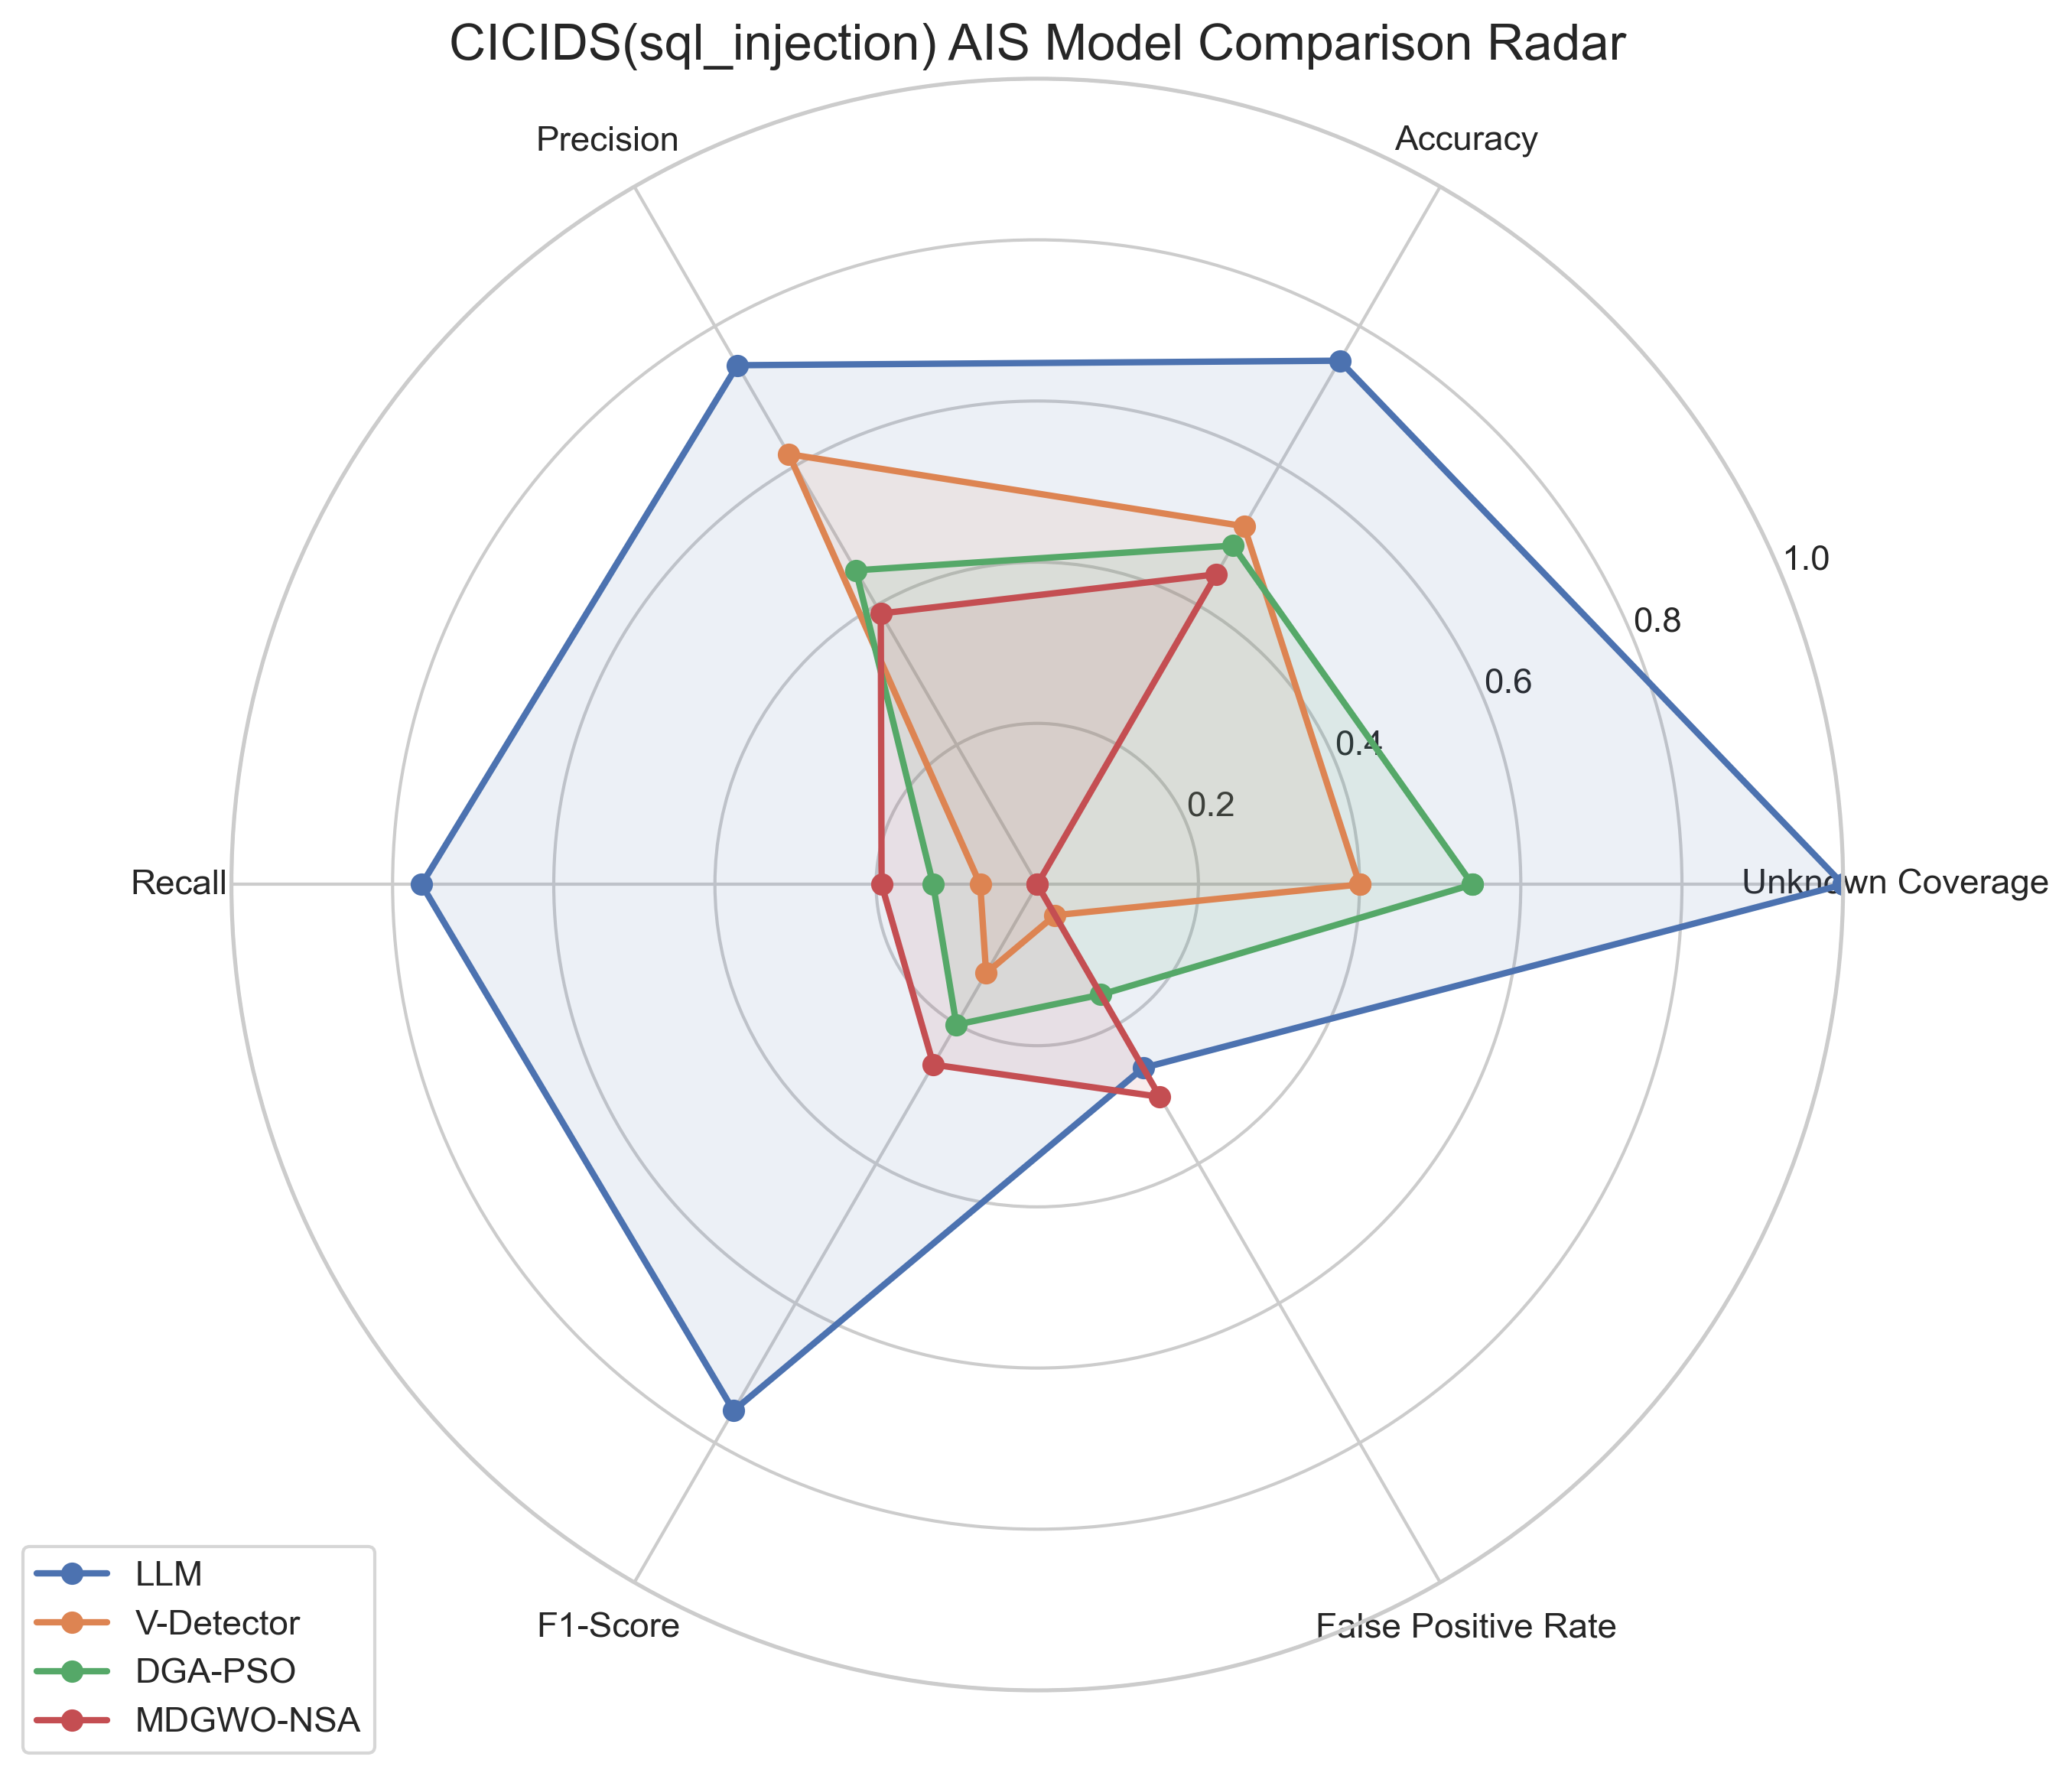 CICIDS(sql_injection) AIS Model Comparison Radar
Precision
Accuracy
1.0
0.8
0.6
0.4
0.2
Recall
Unknown Coverage
F1-Score
False Positive Rate
LLM
V-Detector
DGA-PSO
MDGWO-NSA